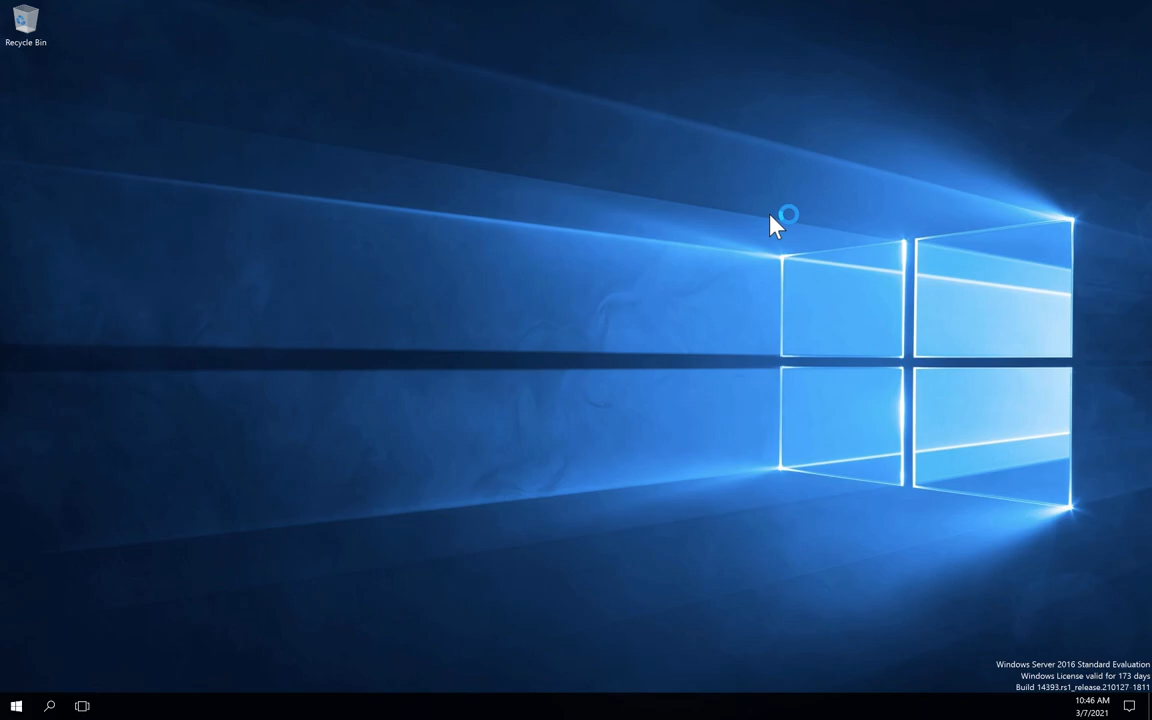 Recycle Bin
Windows Server 2016 Standard Evaluation
Windows License valid for 173 days
Build 14393.rs1_release.210127-1811
10:46 AM
3/7/2021